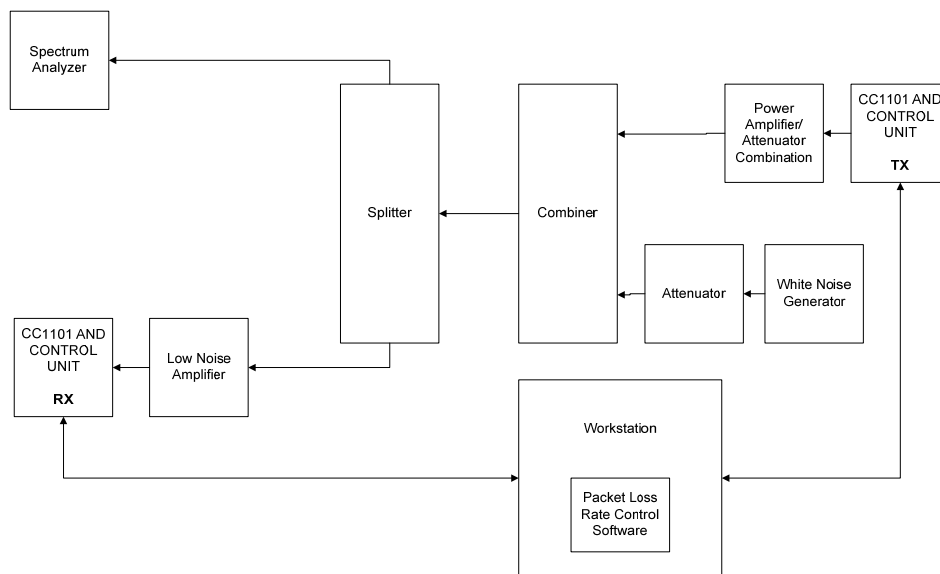 Spectrum
Analyzer
Splitter
Combiner
Power
Amplifier/
Attenuator
Combination
CC1101 AND
CONTROL
UNIT
TX
Attenuator
White Noise
Generator
CC1101 AND
CONTROL
UNIT
RX
Low Noise
Amplifier
Workstation
Packet Loss
Rate Control
Software